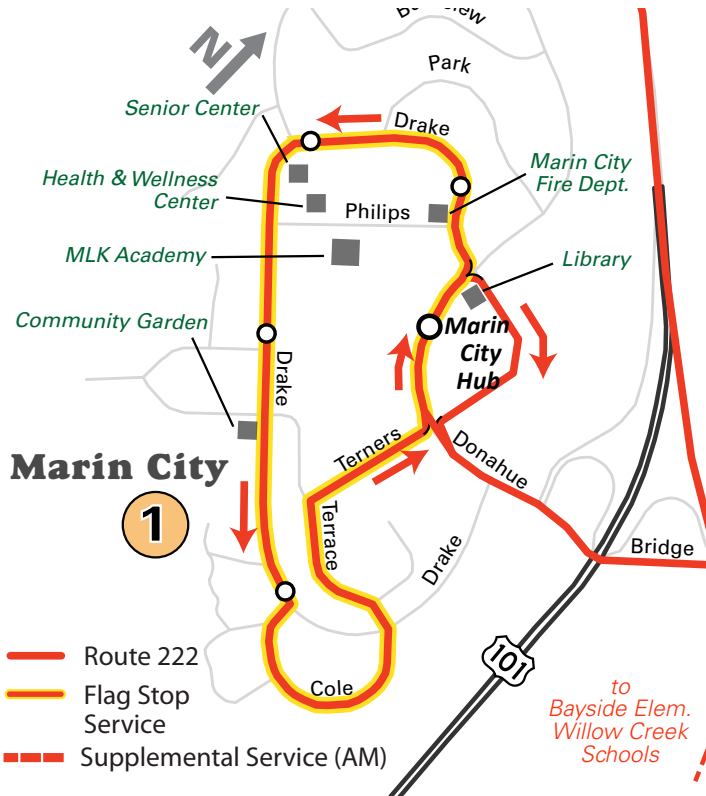 N
Park
Senior Center
Drake
Marin City
Fire Dept.
Health & Wellness
Center
Philips
MLK Academy
Library
Community Garden
Marin
City
Hub
Drake
Marin City
Terners
Donahue
1
Terrace
Drake
Bridge
101
Route 222
Cole
Flag Stop
Service
to
Bayside Elem.
Willow Creek
Schools
Supplemental Service (AM)